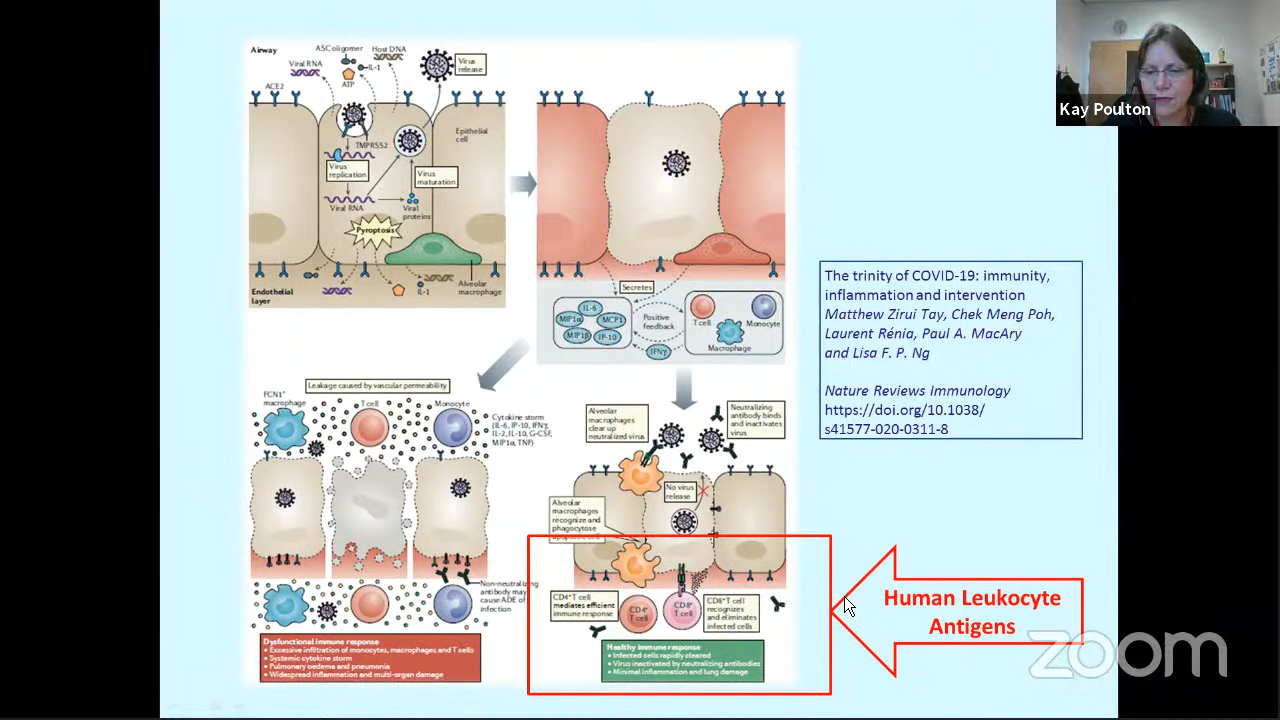 Airway
ASC oligomer
Host DNA
Viral RNA
IL-1
ATP
Virus
release
ACE2
TMPRSS2
Epithelial
cell
Virus
replication
Virus
maturation
Viral RNA
Viral
proteins
Pyroptosis
Endothelial
layer
IL-1
Alveolar
macrophage
Secretes
IL-6
MIP1α
MCP1
MIP1β
IP-10
Positive
feedback
IFNγ
T cell
Monocyte
Macrophage
Leakage caused by vascular permeability
FCN1⁺
macrophage
T cell
Monocyte
Cytokine storm
(IL-6, IP-10, IFNγ,
IL-2, IL-10, G-CSF,
MIP1α, TNF)
Non-neutralizing
antibody may
cause ADE of
infection
Dysfunctional immune response
• Excessive infiltration of monocytes, macrophages and T cells
• Systemic cytokine storm
• Pulmonary oedema and pneumonia
• Widespread inflammation and multi-organ damage
Alveolar
macrophages
clear up
neutralized virus
Neutralizing
antibody binds
and inactivates
virus
No virus
release
Alveolar
macrophages
recognize and
phagocytose
apoptotic cell
CD4⁺ T cell
mediates efficient
immune response
CD4⁺
T cell
CD8⁺
T cell
CD8⁺ T cell
recognizes
and eliminates
infected cells
Healthy immune response
• Infected cells rapidly cleared
• Virus inactivated by neutralizing antibodies
• Minimal inflammation and lung damage
The trinity of COVID-19: immunity,
inflammation and intervention
Matthew Zirui Tay, Chek Meng Poh,
Laurent Rénia, Paul A. MacAry
and Lisa F. P. Ng
Nature Reviews Immunology
https://doi.org/10.1038/
s41577-020-0311-8
Human Leukocyte
Antigens
Kay Poulton
zoom